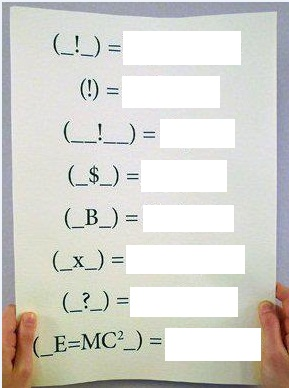 (_!_) =
(!) =
(__!__) =
(_$_) =
(_B_) =
(_x_) =
(_?_) =
(_E=MC²_) =